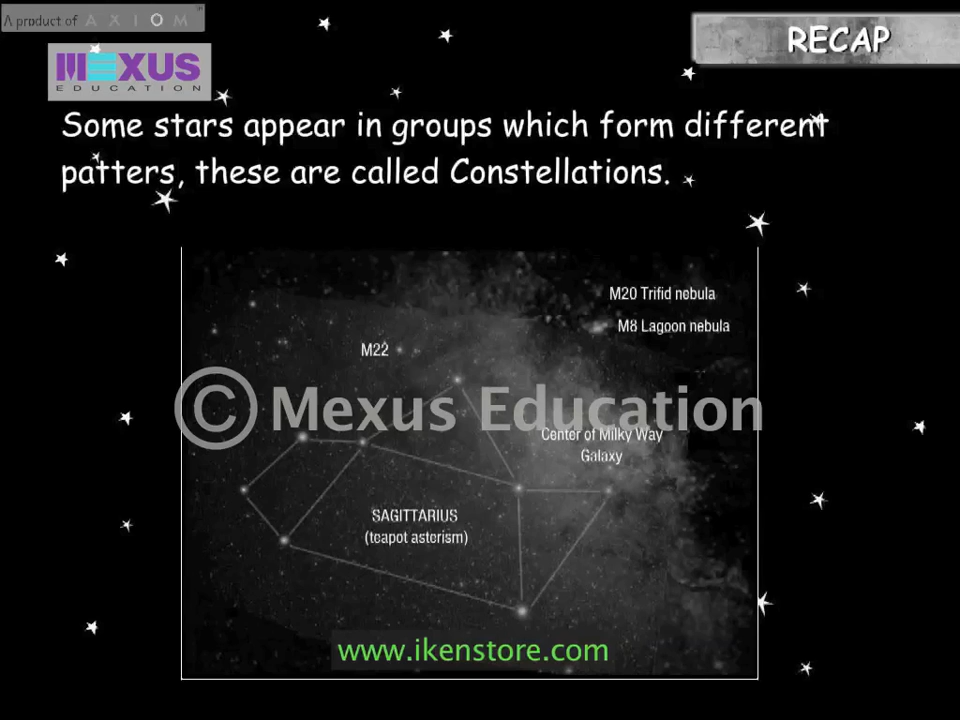 A product of AXIOM
MEXUS
EDUCATION
RECAP
Some stars appear in groups which form different
patters, these are called Constellations.
M20 Trifid nebula
M8 Lagoon nebula
M22
© Mexus Education
Center of Milky Way
Galaxy
SAGITTARIUS
(teapot asterism)
www.ikenstore.com